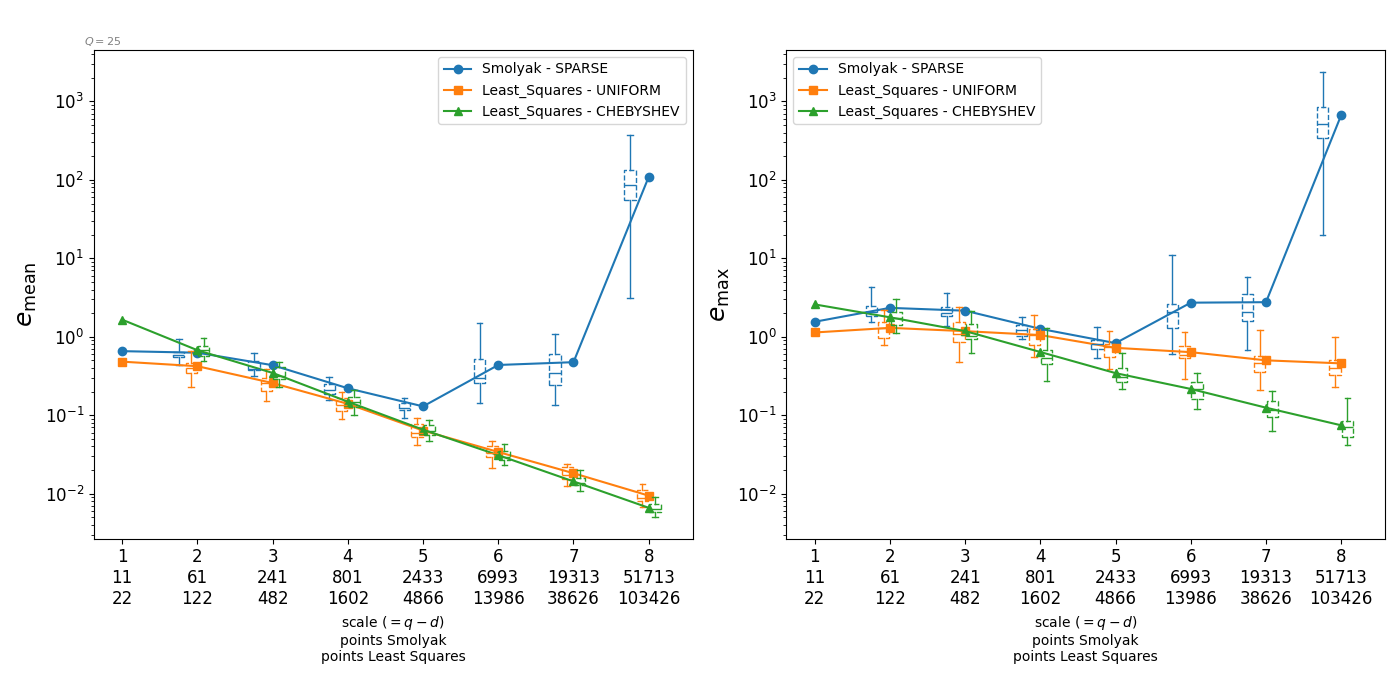 Q = 25
Smolyak - SPARSE
Least_Squares - UNIFORM
Least_Squares - CHEBYSHEV
10³
10²
10¹
10⁰
10⁻¹
10⁻²
e_mean
1 2 3 4 5 6 7 8
11 61 241 801 2433 6993 19313 51713
22 122 482 1602 4866 13986 38626 103426
scale (= q − d)
points Smolyak
points Least Squares
Smolyak - SPARSE
Least_Squares - UNIFORM
Least_Squares - CHEBYSHEV
10³
10²
10¹
10⁰
10⁻¹
10⁻²
e_max
1 2 3 4 5 6 7 8
11 61 241 801 2433 6993 19313 51713
22 122 482 1602 4866 13986 38626 103426
scale (= q − d)
points Smolyak
points Least Squares